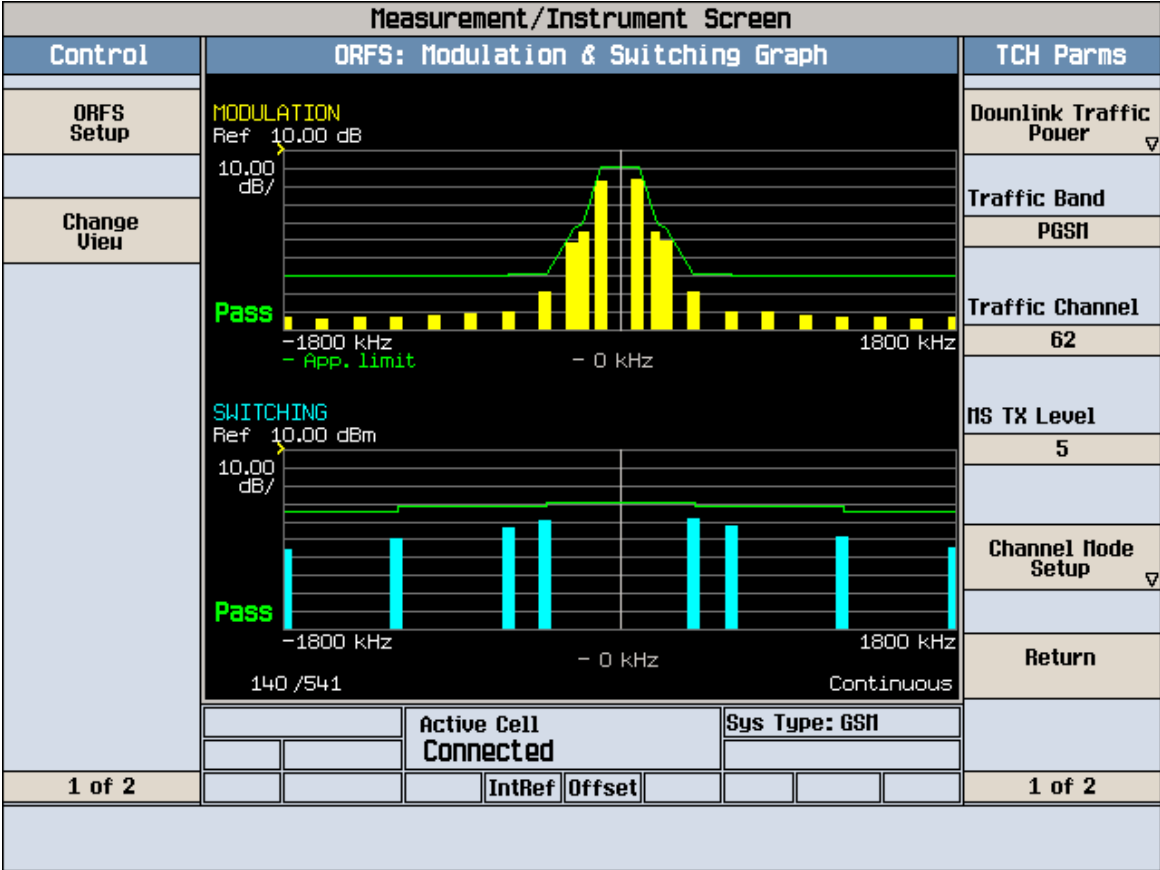 Measurement/Instrument Screen
Control
ORFS: Modulation & Switching Graph
TCH Parms
ORFS
Setup
Change
View
1 of 2
MODULATION
Ref 10.00 dB
10.00
dB/
Pass
-1800 kHz
1800 kHz
- App. limit
- 0 kHz
SWITCHING
Ref 10.00 dBm
10.00
dB/
Pass
-1800 kHz
1800 kHz
- 0 kHz
140 /541
Continuous
Active Cell
Connected
Sys Type: GSM
IntRef
Offset
Downlink Traffic
Power
Traffic Band
PGSM
Traffic Channel
62
MS TX Level
5
Channel Mode
Setup
Return
1 of 2